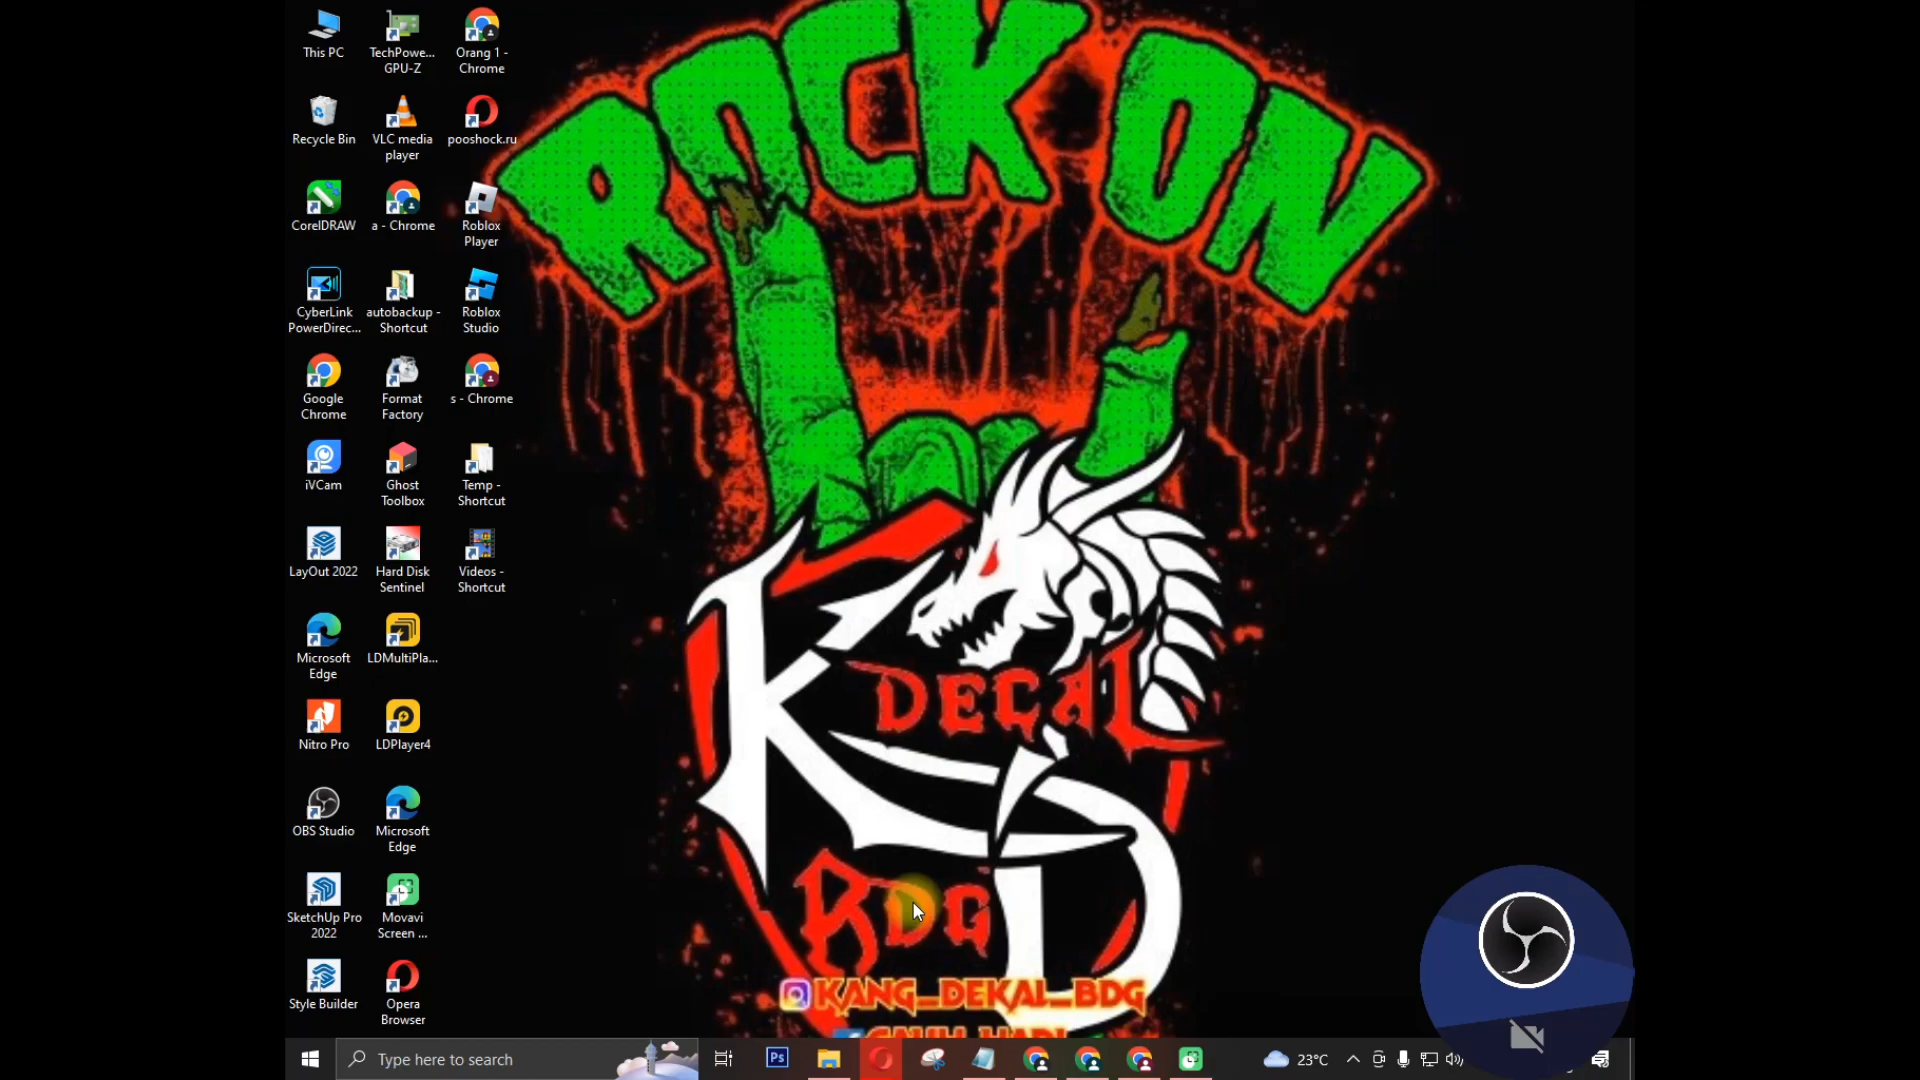 This PC
TechPowe...
GPU-Z
Orang 1 -
Chrome
Recycle Bin
VLC media
player
pooshock.ru
CorelDRAW
a - Chrome
Roblox
Player
CyberLink
PowerDirec...
autobackup -
Shortcut
Roblox
Studio
Google
Chrome
Format
Factory
s - Chrome
iVCam
Ghost
Toolbox
Temp -
Shortcut
LayOut 2022
Hard Disk
Sentinel
Videos -
Shortcut
Microsoft
Edge
LDMultiPla...
Nitro Pro
LDPlayer4
OBS Studio
Microsoft
Edge
SketchUp Pro
2022
Movavi
Screen ...
Style Builder
Opera
Browser
ROCK ON
K DECAL
BDG
KANG_DEKAL_BDG
Type here to search
Ps
23°C